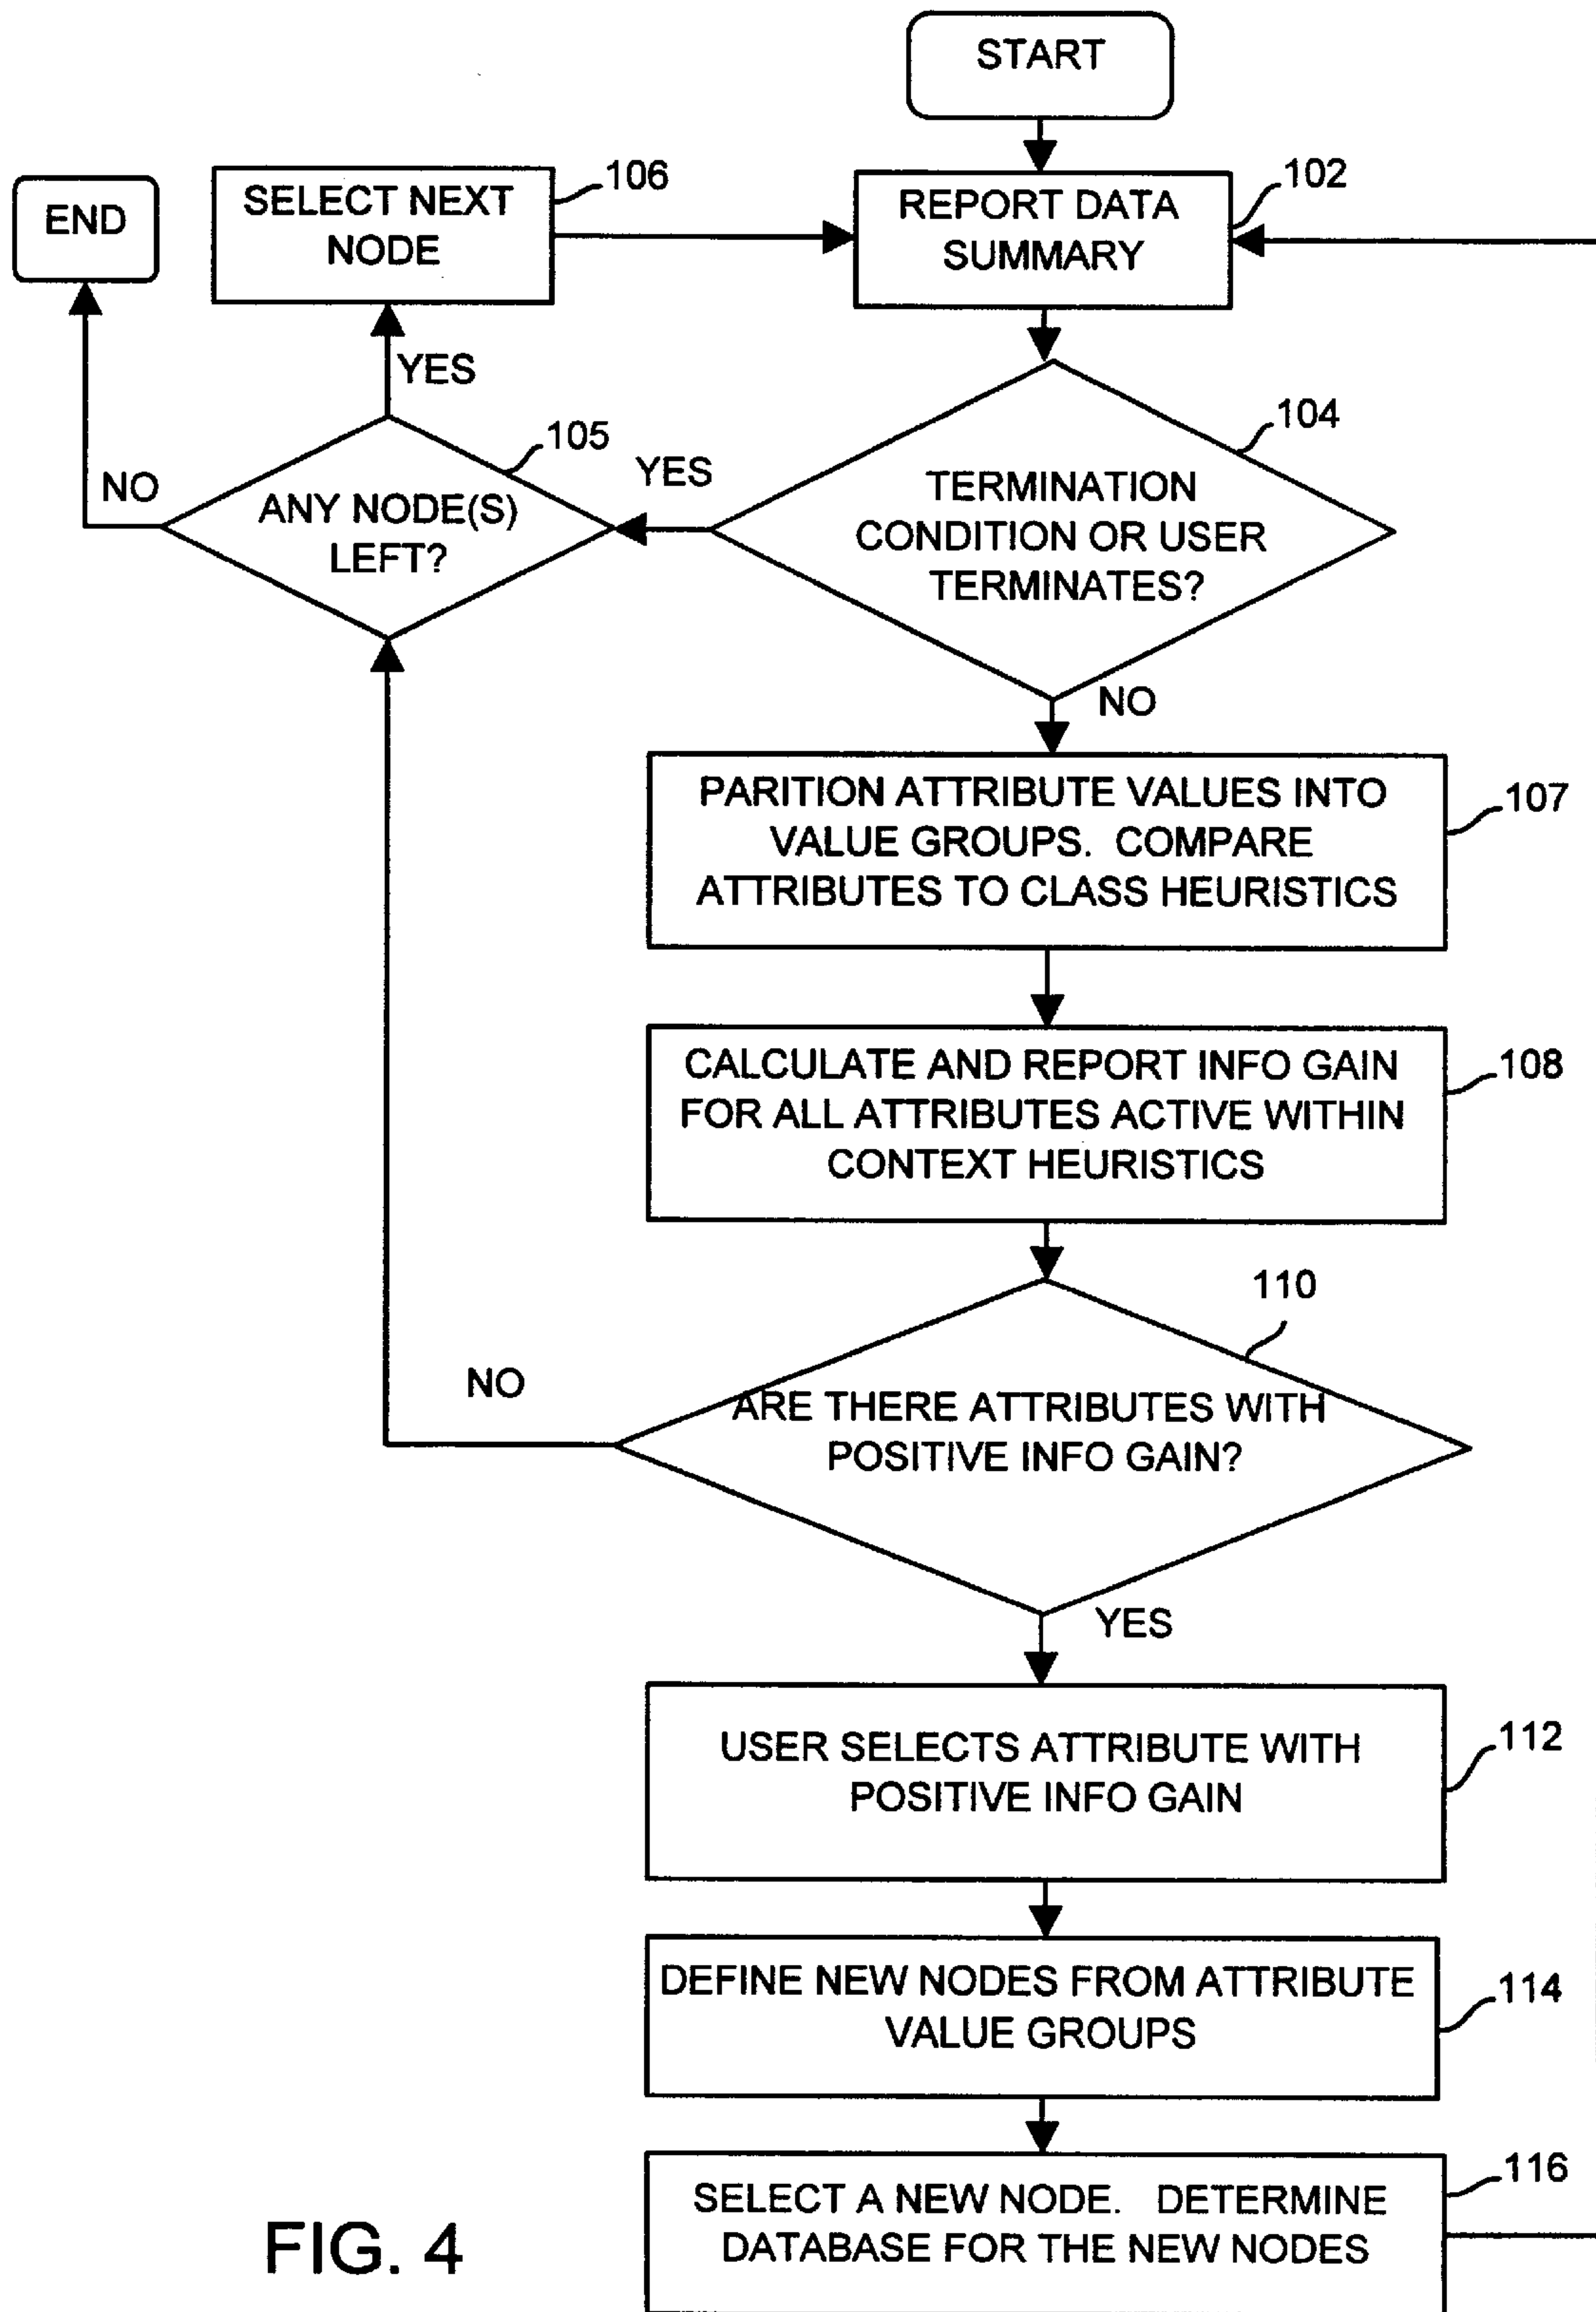 START
SELECT NEXT
NODE
106
END
REPORT DATA
SUMMARY
102
YES
105
ANY NODE(S)
LEFT?
NO
YES
104
TERMINATION
CONDITION OR USER
TERMINATES?
NO
PARITION ATTRIBUTE VALUES INTO
VALUE GROUPS. COMPARE
ATTRIBUTES TO CLASS HEURISTICS
107
CALCULATE AND REPORT INFO GAIN
FOR ALL ATTRIBUTES ACTIVE WITHIN
CONTEXT HEURISTICS
108
110
NO
ARE THERE ATTRIBUTES WITH
POSITIVE INFO GAIN?
YES
USER SELECTS ATTRIBUTE WITH
POSITIVE INFO GAIN
112
DEFINE NEW NODES FROM ATTRIBUTE
VALUE GROUPS
114
SELECT A NEW NODE. DETERMINE
DATABASE FOR THE NEW NODES
116
FIG. 4